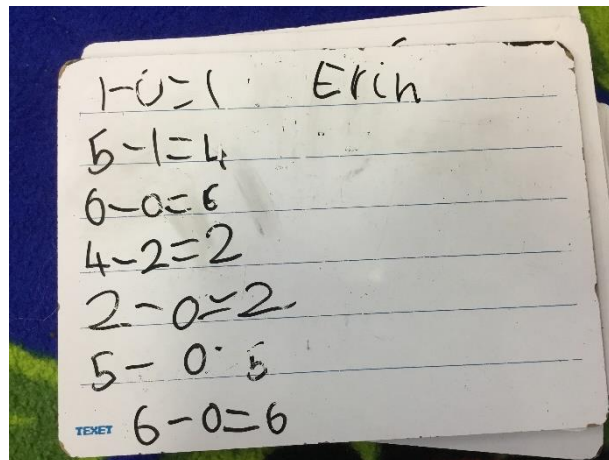 1-0=1 Erin
5-1=4
6-0=6
4-2=2
2-0=2
5- 0 5
TEXET 6-0=6